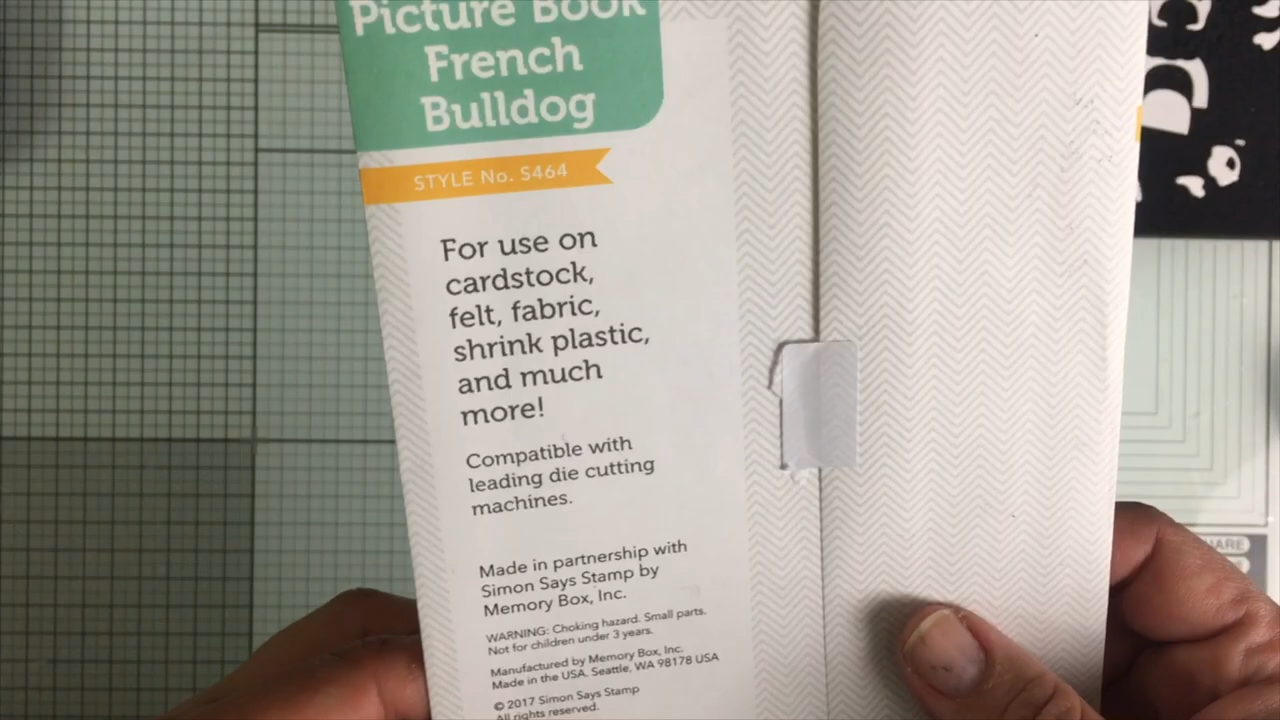 Picture Book
French
Bulldog
STYLE No. S464
For use on
cardstock,
felt, fabric,
shrink plastic,
and much
more!
Compatible with
leading die cutting
machines.
Made in partnership with
Simon Says Stamp by
Memory Box, Inc.
WARNING: Choking hazard. Small parts.
Not for children under 3 years.
Manufactured by Memory Box, Inc.
Made in the USA. Seattle, WA 98178 USA
© 2017 Simon Says Stamp
All rights reserved.